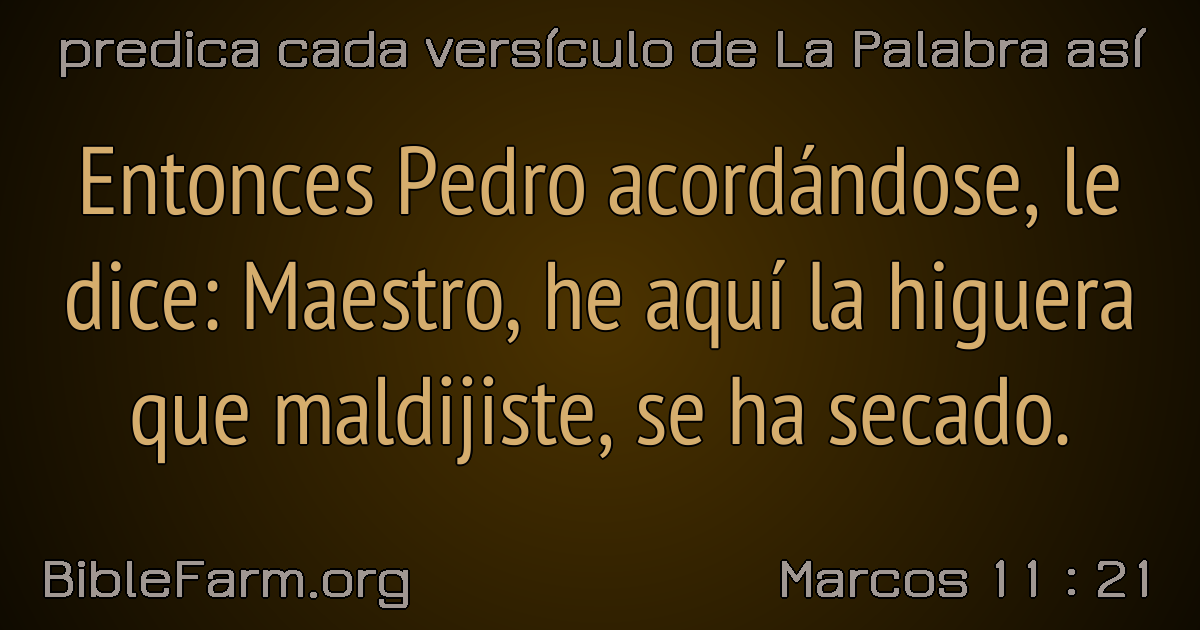 predica cada versículo de La Palabra así
Entonces Pedro acordándose, le
dice: Maestro, he aquí la higuera
que maldijiste, se ha secado.
BibleFarm.org
Marcos 11 : 21